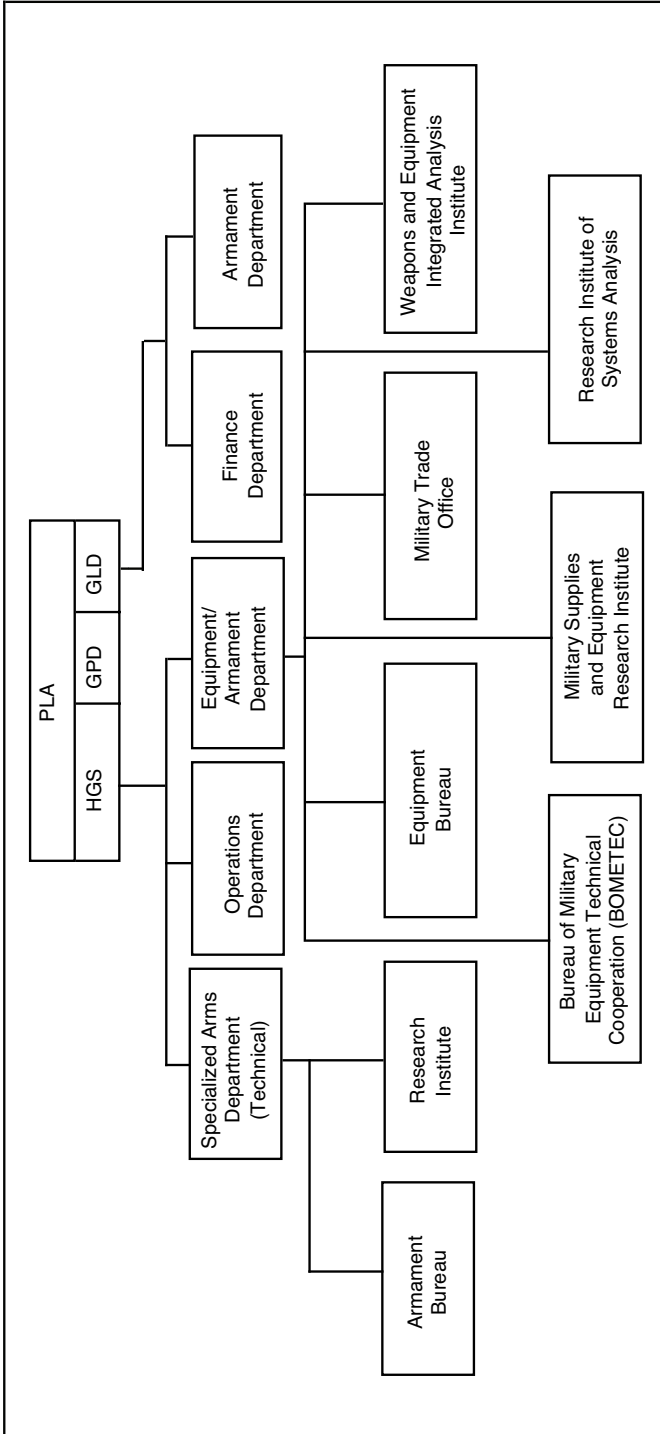 PLA
HGS
GPD
GLD
Specialized Arms
Department
(Technical)
Operations
Department
Equipment/
Armament
Department
Finance
Department
Armament
Department
Armament
Bureau
Research
Institute
Equipment
Bureau
Military Trade
Office
Weapons and Equipment
Integrated Analysis
Institute
Bureau of Military
Equipment Technical
Cooperation (BOMETEC)
Military Supplies
and Equipment
Research Institute
Research Institute of
Systems Analysis